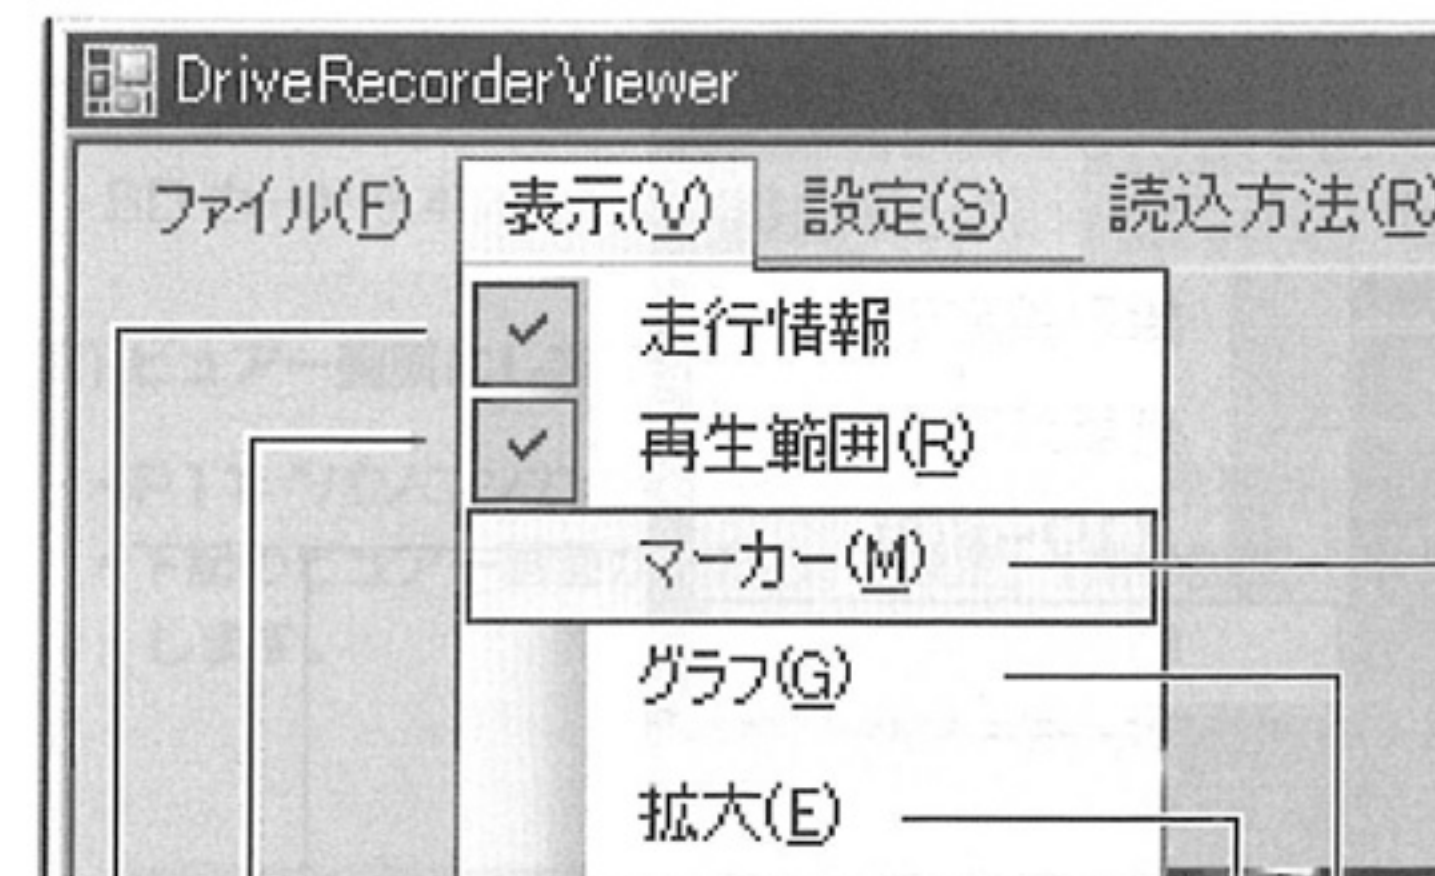 DriveRecorderViewer
ファイル(F) 表示(V) 設定(S) 読込方法(R)
走行情報
再生範囲(R)
マーカー(M)
グラフ(G)
拡大(E)